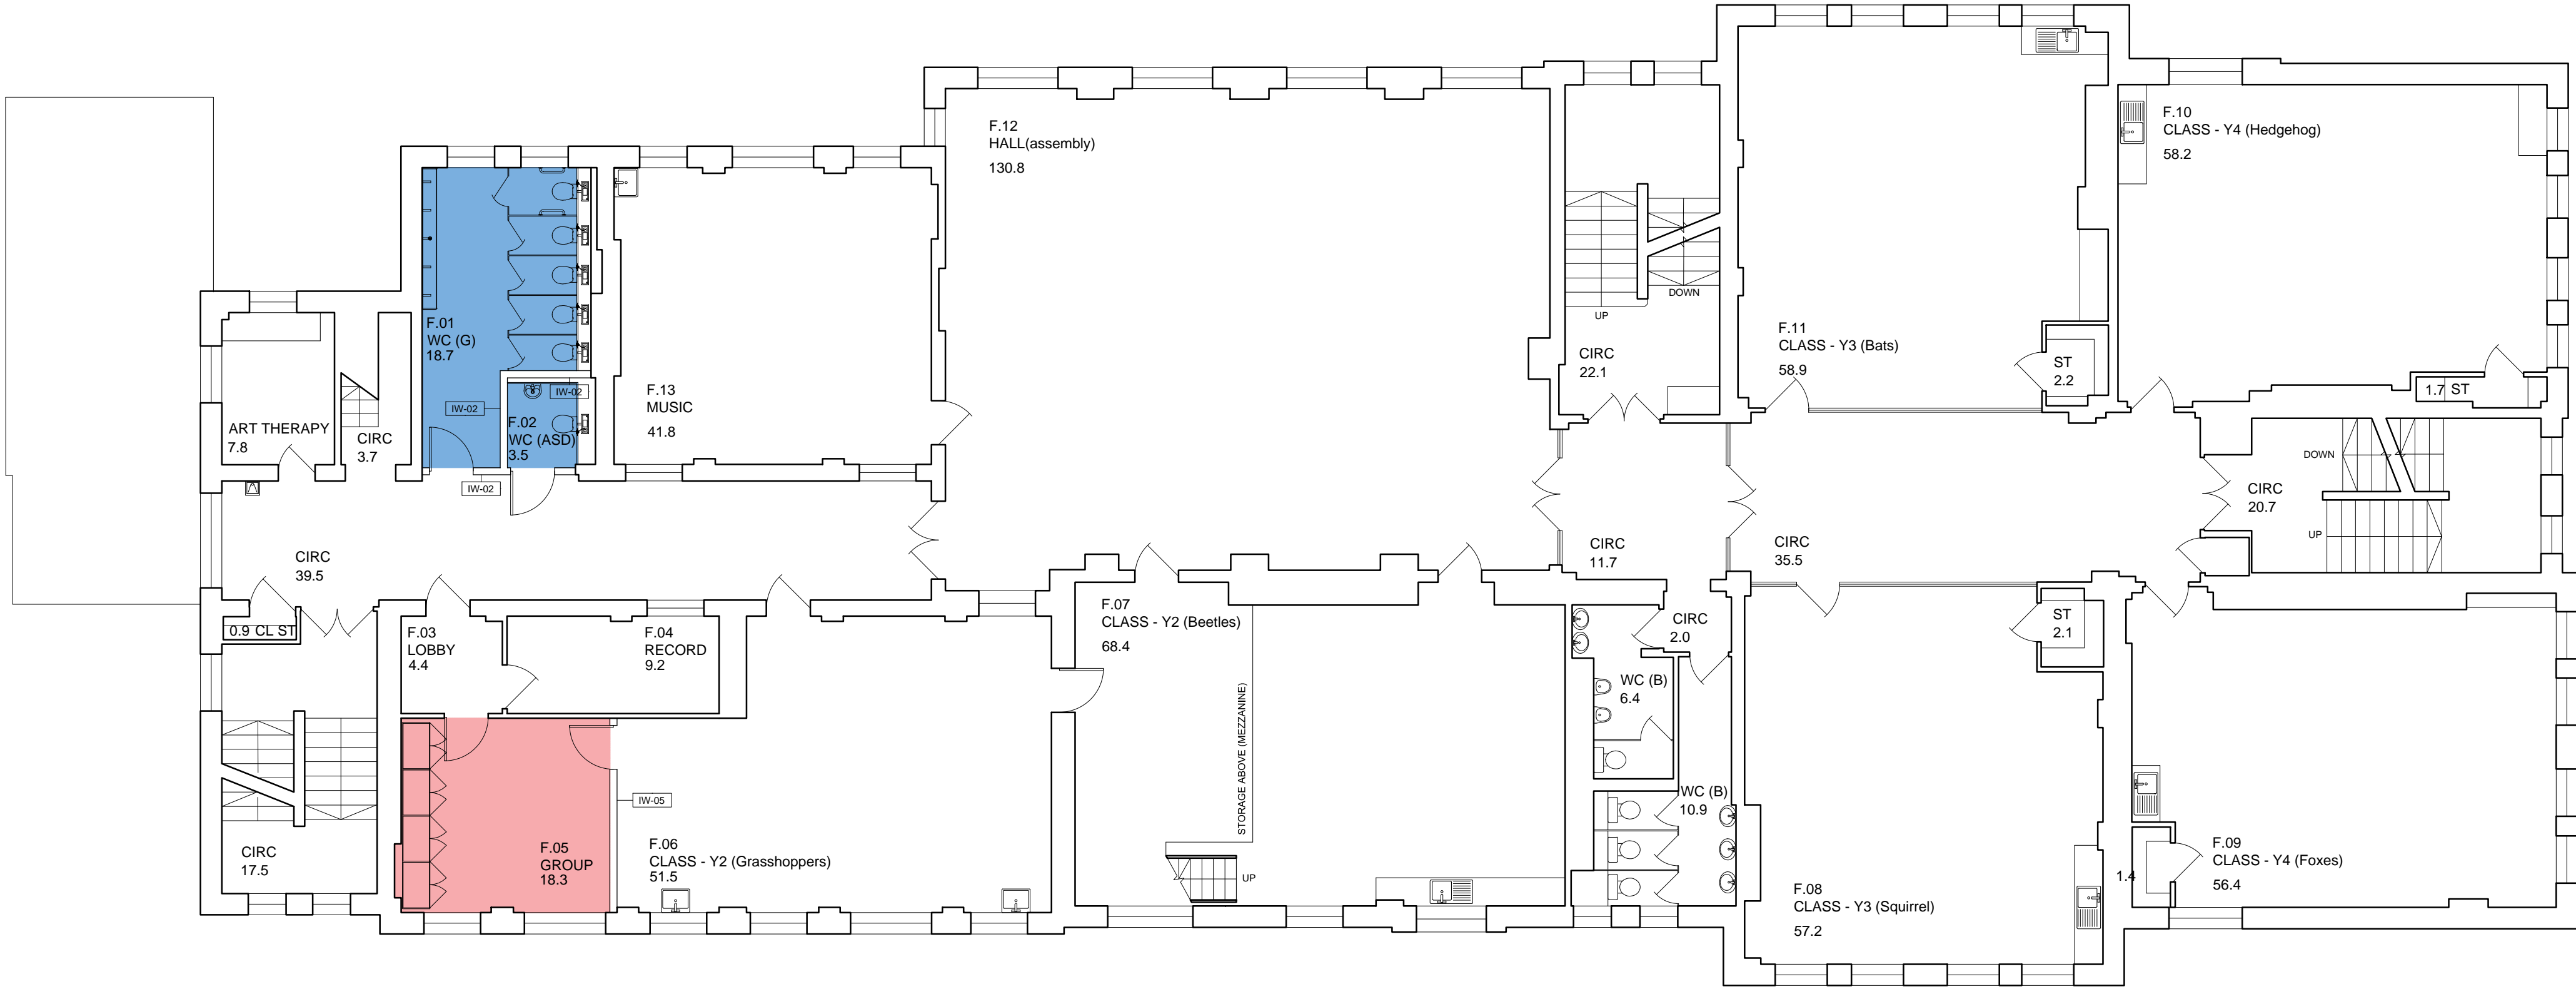 F.12
HALL(assembly)
130.8
F.10
CLASS - Y4 (Hedgehog)
58.2
F.01
WC (G)
18.7
IW-02
IW-02
F.02
WC (ASD)
3.5
IW-02
F.13
MUSIC
41.8
ART THERAPY
7.8
CIRC
3.7
DOWN
UP
CIRC
22.1
F.11
CLASS - Y3 (Bats)
58.9
ST
2.2
1.7 ST
DOWN
UP
CIRC
20.7
CIRC
39.5
CIRC
11.7
CIRC
35.5
0.9 CL ST
F.03
LOBBY
4.4
F.04
RECORD
9.2
F.07
CLASS - Y2 (Beetles)
68.4
CIRC
2.0
ST
2.1
WC (B)
6.4
STORAGE ABOVE (MEZZANINE)
WC (B)
10.9
IW-05
CIRC
17.5
F.05
GROUP
18.3
F.06
CLASS - Y2 (Grasshoppers)
51.5
UP
F.08
CLASS - Y3 (Squirrel)
57.2
1.4
F.09
CLASS - Y4 (Foxes)
56.4